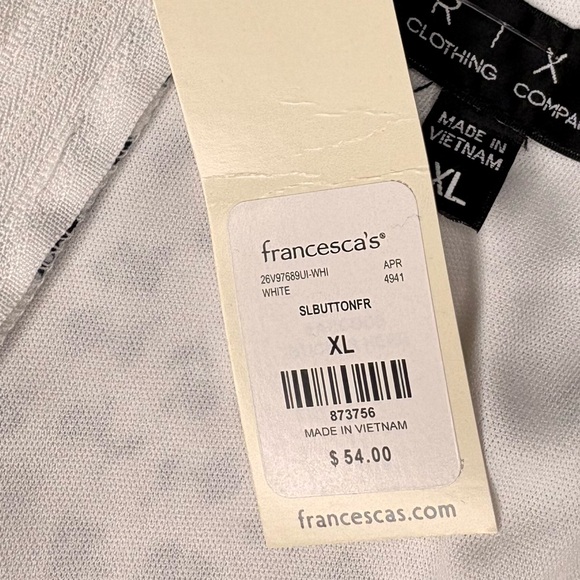 RIX
CLOTHING COMPA
MADE IN
VIETNAM
XL
francesca's®
26V97689UI-WHI APR
WHITE 4941
SLBUTTONFR
XL
873756
MADE IN VIETNAM
$ 54.00
francescas.com